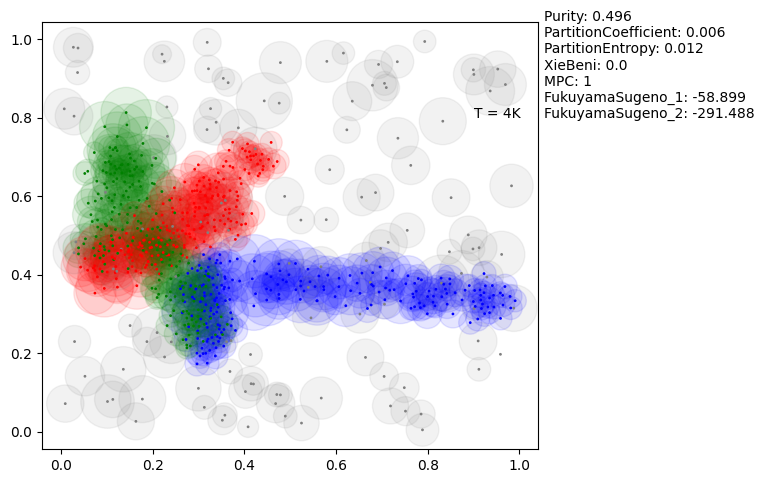 Purity: 0.496
PartitionCoefficient: 0.006
PartitionEntropy: 0.012
XieBeni: 0.0
MPC: 1
FukuyamaSugeno_1: -58.899
FukuyamaSugeno_2: -291.488
T = 4K
1.0
0.8
0.6
0.4
0.2
0.0
0.0 0.2 0.4 0.6 0.8 1.0